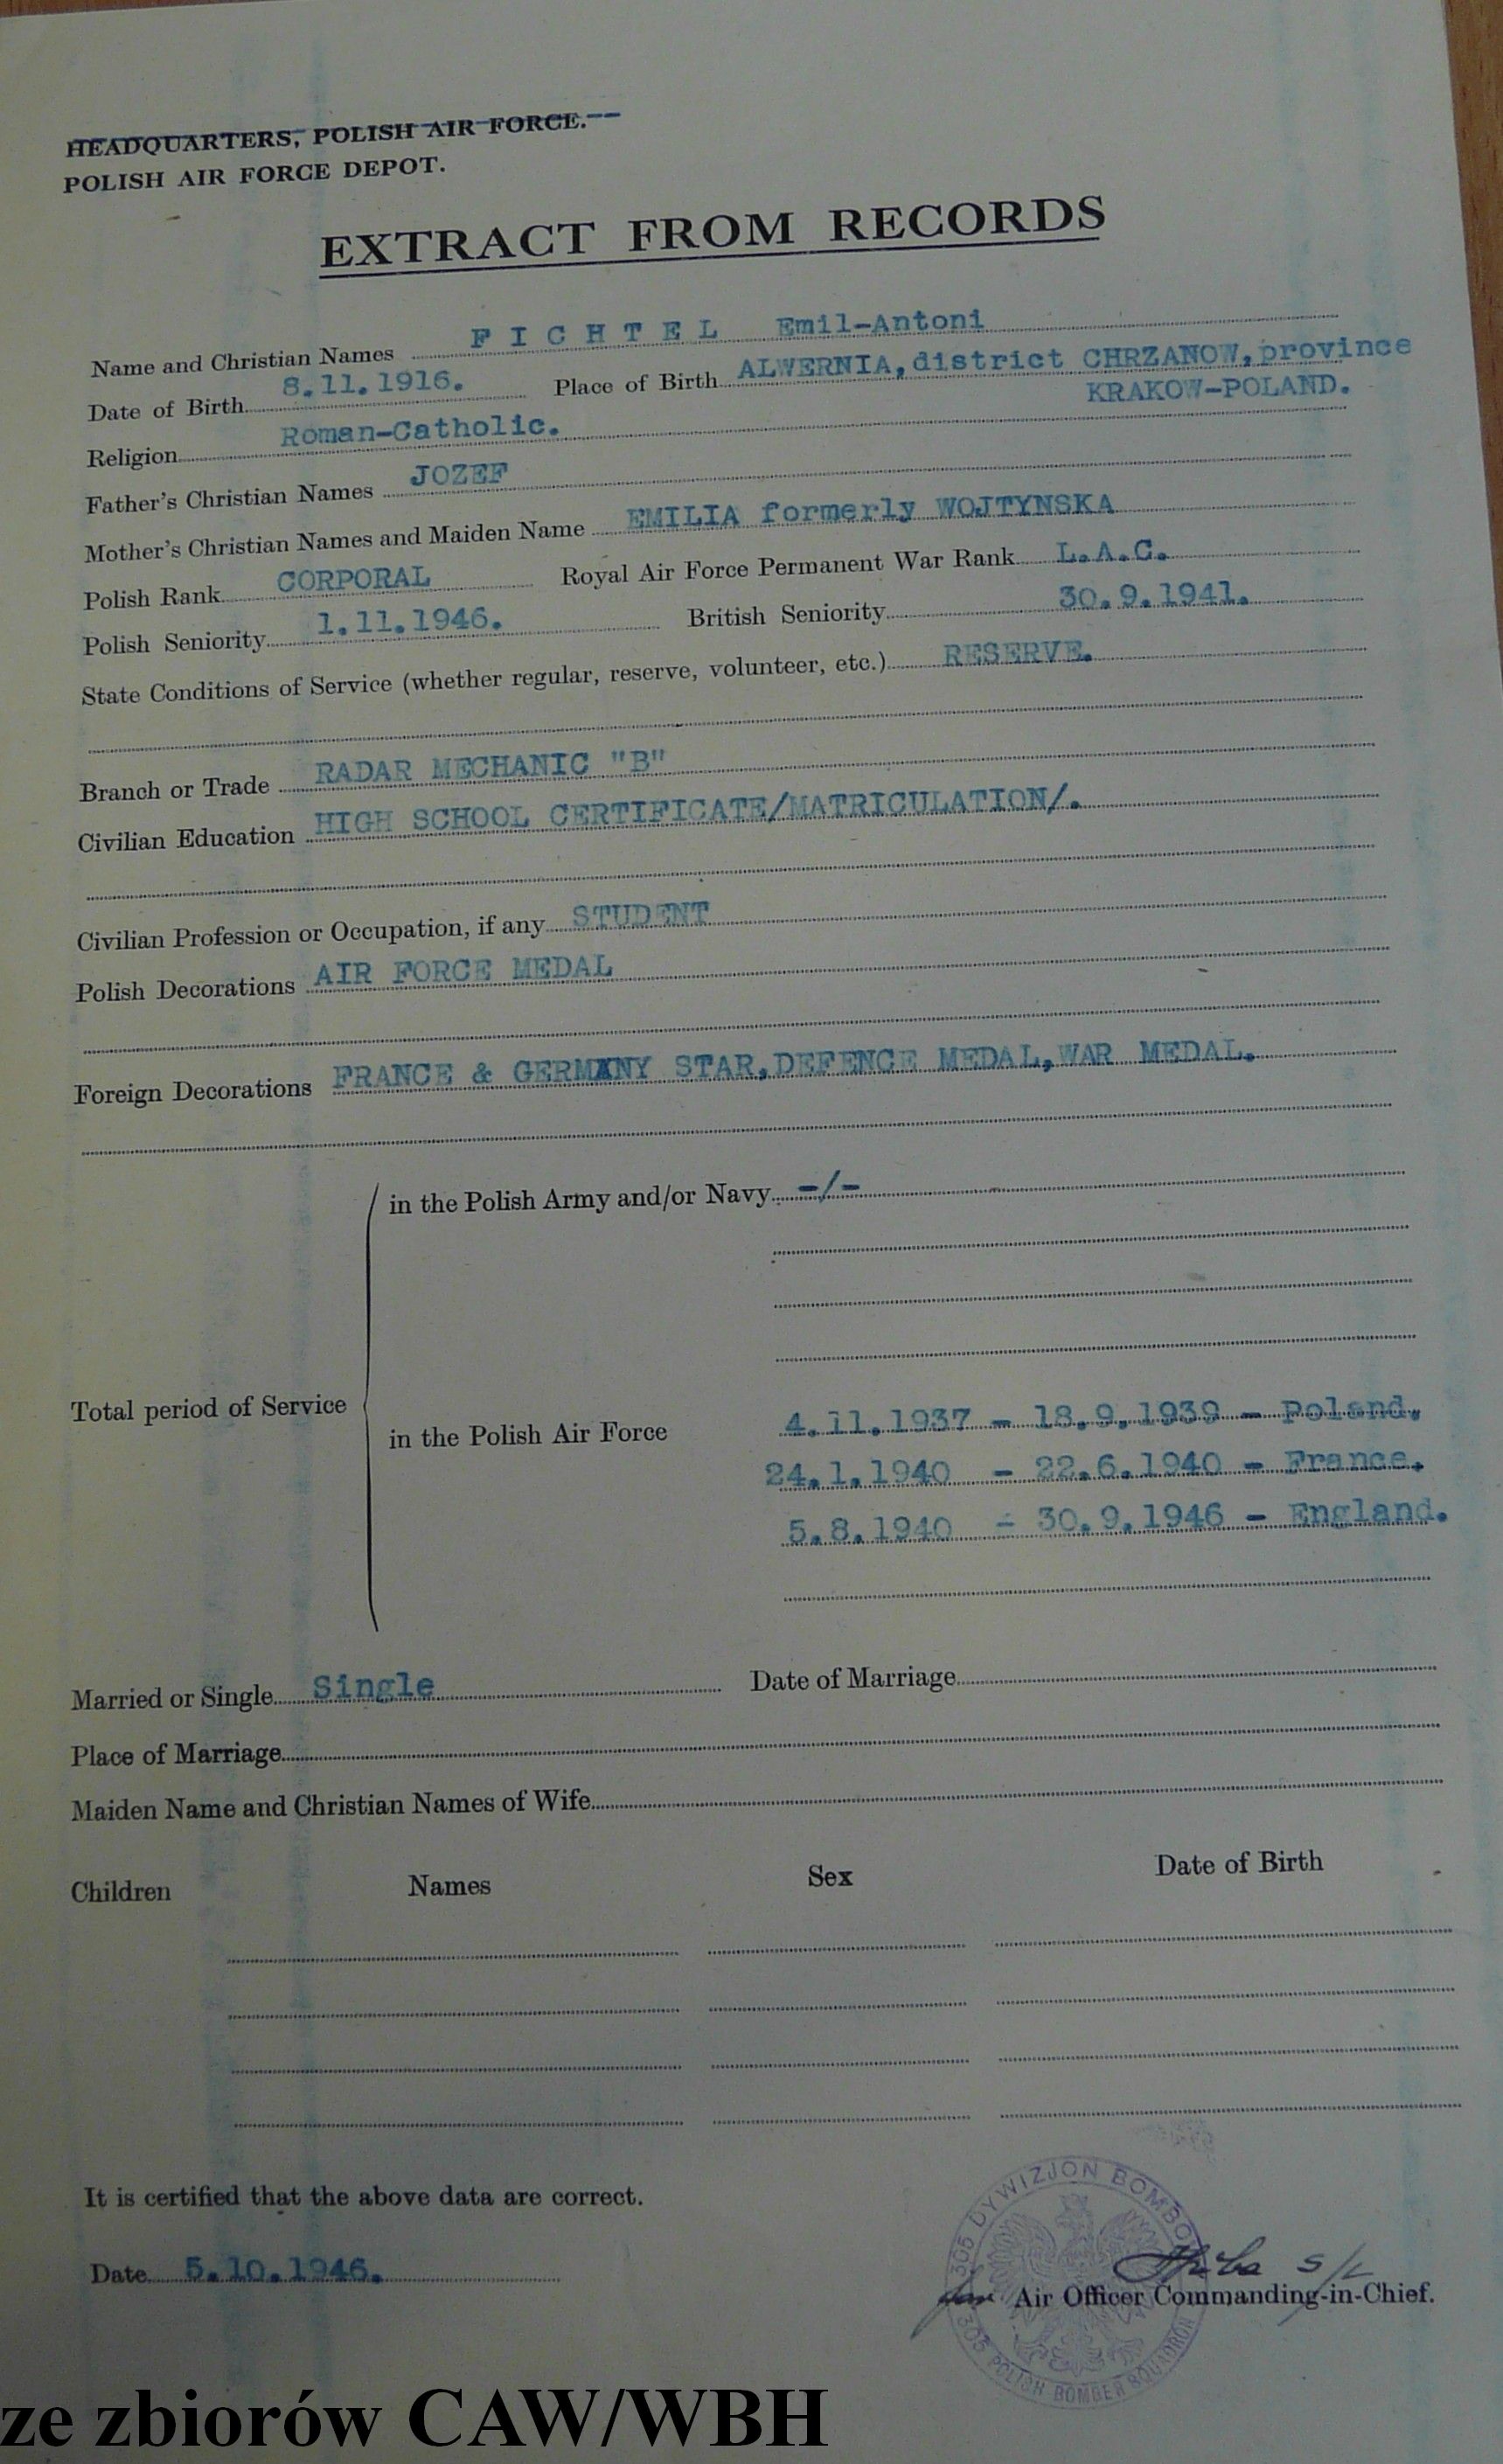 HEADQUARTERS, POLISH AIR FORCE.
POLISH AIR FORCE DEPOT.
EXTRACT FROM RECORDS
Name and Christian Names F I C H T E L Emil-Antoni
Date of Birth 8.11.1916. Place of Birth ALWERNIA, district CHRZANOW, province
KRAKOW-POLAND.
Religion Roman-Catholic.
Father's Christian Names JOZEF
Mother's Christian Names and Maiden Name EMILIA formerly WOJTYNSKA
Polish Rank CORPORAL Royal Air Force Permanent War Rank L.A.C.
Polish Seniority 1.11.1946. British Seniority 30.9.1941.
State Conditions of Service (whether regular, reserve, volunteer, etc.) RESERVE.
Branch or Trade RADAR MECHANIC "B"
Civilian Education HIGH SCHOOL CERTIFICATE/MATRICULATION/.
Civilian Profession or Occupation, if any STUDENT
Polish Decorations AIR FORCE MEDAL
Foreign Decorations FRANCE & GERMANY STAR, DEFENCE MEDAL, WAR MEDAL.
in the Polish Army and/or Navy -/-
Total period of Service
in the Polish Air Force 4.11.1937 - 18.9.1939 - Poland.
24.1.1940 - 22.6.1940 - France.
5.8.1940 - 30.9.1946 - England.
Married or Single Single Date of Marriage
Place of Marriage
Maiden Name and Christian Names of Wife
Children Names Sex Date of Birth
It is certified that the above data are correct.
Date 5.10.1946.
S/L
for Air Officer Commanding-in-Chief.
305 DYWIZJON BOMBO
305 POLISH BOMBER SQUADRON
ze zbiorów CAW/WBH